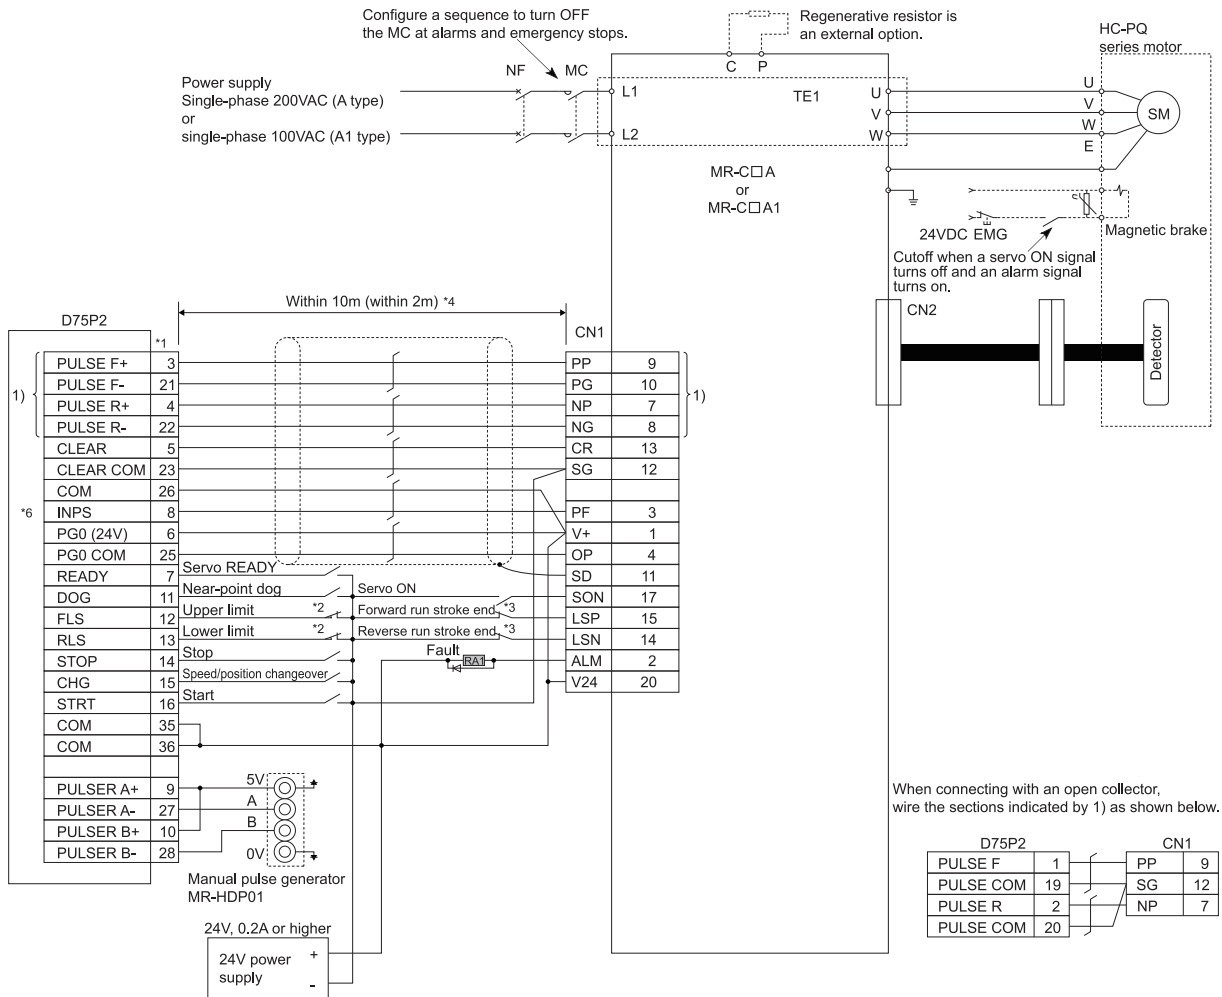 Configure a sequence to turn OFF
the MC at alarms and emergency stops.
Regenerative resistor is
an external option.
HC-PQ
series motor
C P
NF MC
Power supply
Single-phase 200VAC (A type)
or
single-phase 100VAC (A1 type)
L1
L2
TE1
U
V
W
U
V
W
E
SM
MR-C□A
or
MR-C□A1
24VDC EMG
Magnetic brake
Cutoff when a servo ON signal
turns off and an alarm signal
turns on.
CN2
Detector
Within 10m (within 2m) *4
D75P2
CN1
*1
1)
1)
*6
PULSE F+ 3
PULSE F- 21
PULSE R+ 4
PULSE R- 22
CLEAR 5
CLEAR COM 23
COM 26
INPS 8
PG0 (24V) 6
PG0 COM 25
READY 7
DOG 11
FLS 12
RLS 13
STOP 14
CHG 15
STRT 16
COM 35
COM 36
PULSER A+ 9
PULSER A- 27
PULSER B+ 10
PULSER B- 28
PP 9
PG 10
NP 7
NG 8
CR 13
SG 12
PF 3
V+ 1
OP 4
SD 11
SON 17
LSP 15
LSN 14
ALM 2
V24 20
Servo READY
Near-point dog
Servo ON
Upper limit *2
Forward run stroke end *3
Lower limit *2
Reverse run stroke end *3
Stop
Fault
RA1
Speed/position changeover
Start
5V
A
B
0V
Manual pulse generator
MR-HDP01
24V, 0.2A or higher
24V power
supply
+
-
When connecting with an open collector,
wire the sections indicated by 1) as shown below.
D75P2
CN1
PULSE F 1
PULSE COM 19
PULSE R 2
PULSE COM 20
PP 9
SG 12
NP 7